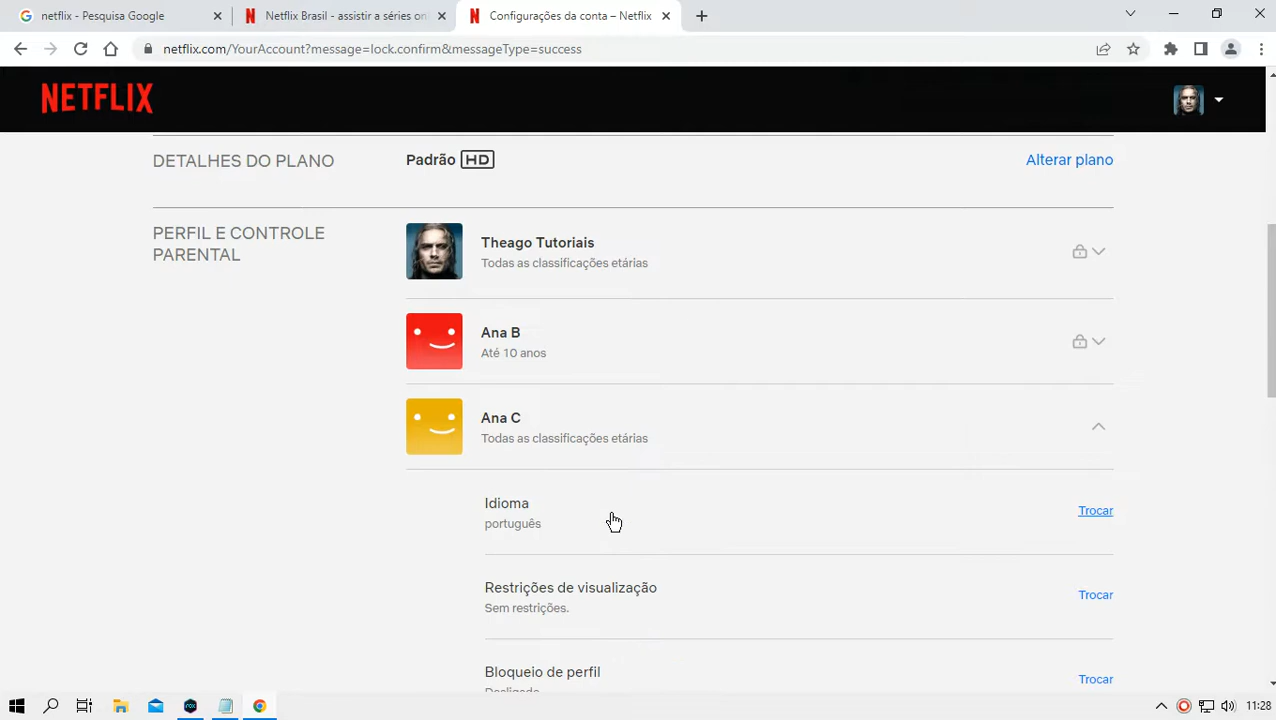 netflix - Pesquisa Google
Netflix Brasil - assistir a séries on
Configurações da conta – Netflix
netflix.com/YourAccount?message=lock.confirm&messageType=success
NETFLIX
DETALHES DO PLANO
Padrão HD
Alterar plano
PERFIL E CONTROLE
PARENTAL
Theago Tutoriais
Todas as classificações etárias
Ana B
Até 10 anos
Ana C
Todas as classificações etárias
Idioma
português
Trocar
Restrições de visualização
Sem restrições.
Trocar
Bloqueio de perfil
Desligado
Trocar
11:28